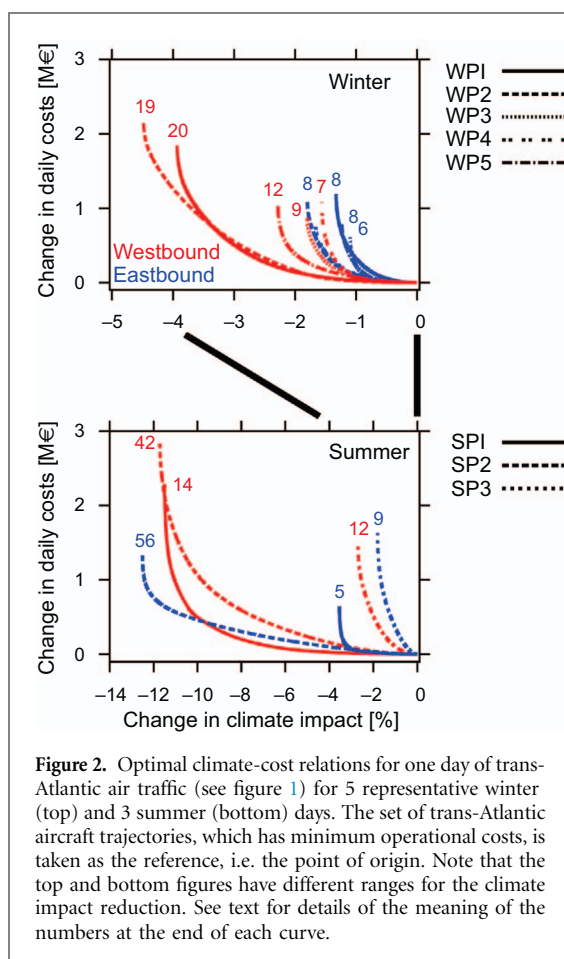 Change in daily costs [M€]
3
2
1
0
Winter
19
20
12
9
8
7
8
8
6
Westbound
Eastbound
–5 –4 –3 –2 –1 0
WP1
WP2
WP3
WP4
WP5
Change in daily costs [M€]
3
2
1
0
Summer
42
14
56
5
12
9
–14 –12 –10 –8 –6 –4 –2 0
Change in climate impact [%]
SP1
SP2
SP3
Figure 2. Optimal climate-cost relations for one day of trans-
Atlantic air traffic (see figure 1) for 5 representative winter
(top) and 3 summer (bottom) days. The set of trans-Atlantic
aircraft trajectories, which has minimum operational costs, is
taken as the reference, i.e. the point of origin. Note that the
top and bottom figures have different ranges for the climate
impact reduction. See text for details of the meaning of the
numbers at the end of each curve.